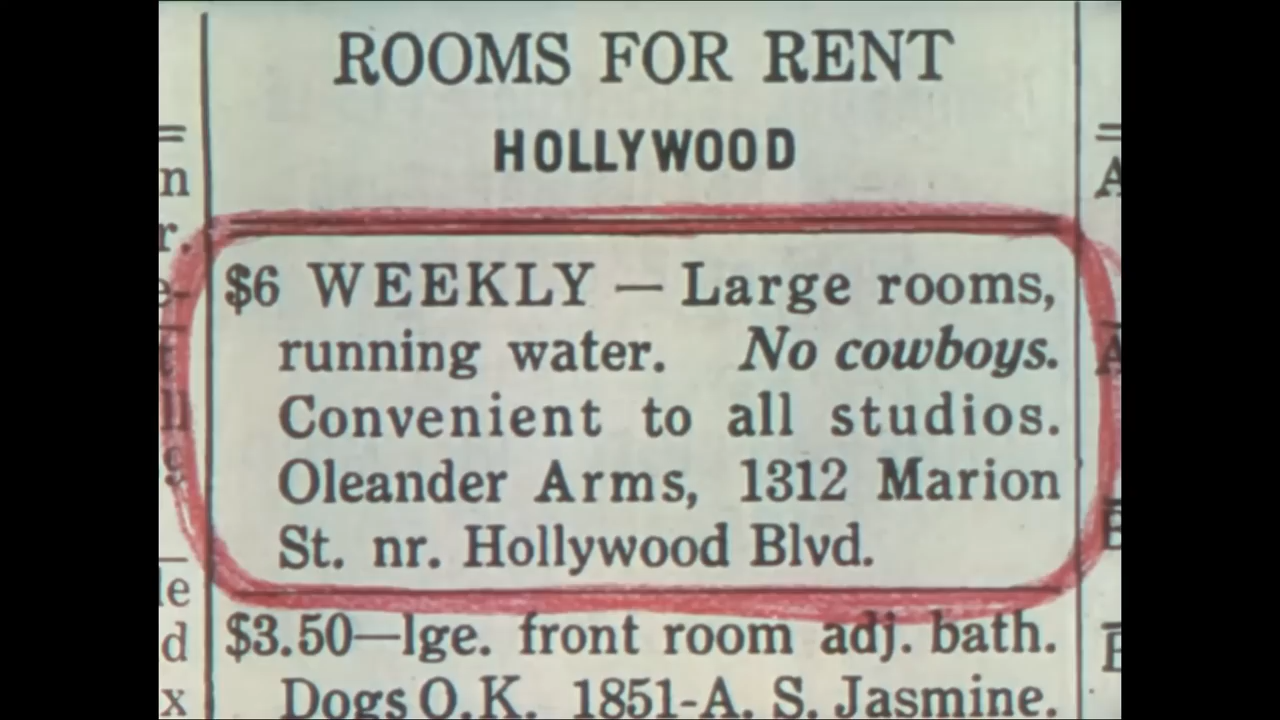 ROOMS FOR RENT
HOLLYWOOD
$6 WEEKLY — Large rooms,
running water. No cowboys.
Convenient to all studios.
Oleander Arms, 1312 Marion
St. nr. Hollywood Blvd.
$3.50—lge. front room adj. bath.
Dogs O.K. 1851-A. S. Jasmine.